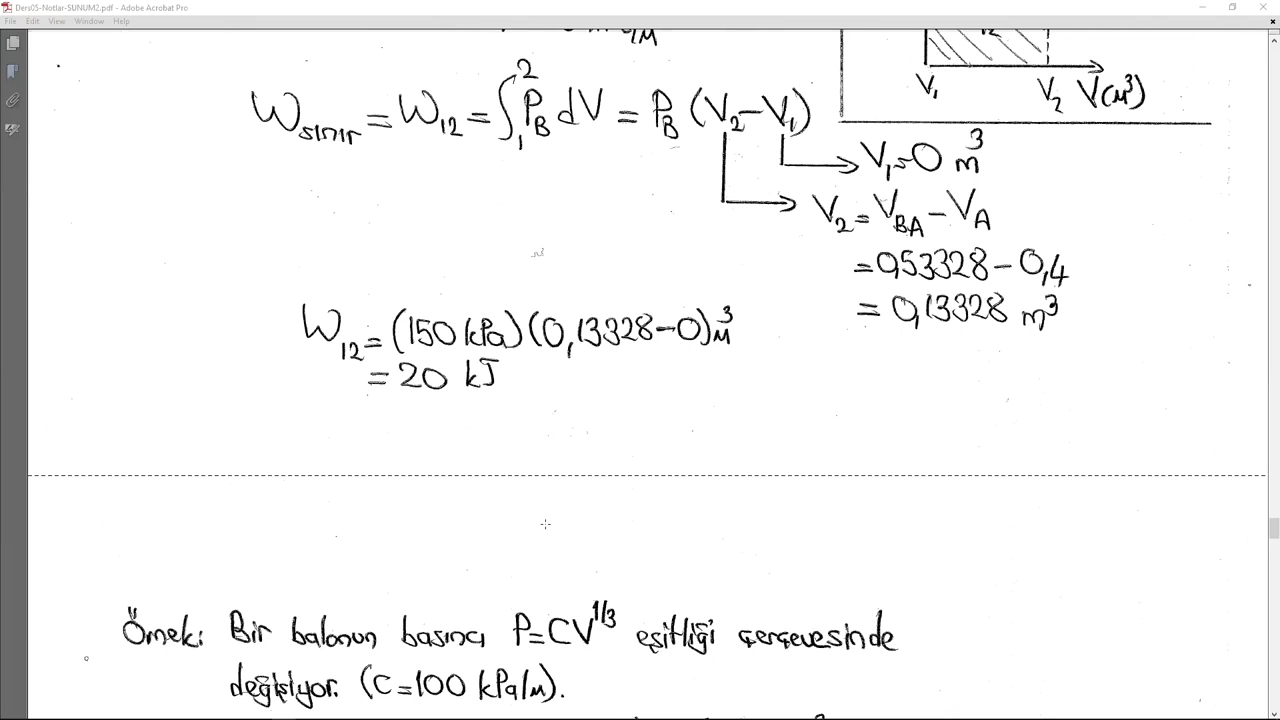 Ders05-Notlar-SUNUM2.pdf - Adobe Acrobat Pro
File Edit View Window Help
V₁ V₂ V(m³)
Wsınır = W₁₂ = ∫₁² P_B dV = P_B (V₂ - V₁)
V₁ = 0 m³
V₂ = V_BA - V_A
= 0,53328 - 0,4
= 0,13328 m³
W₁₂ = (150 kPa) (0,13328 - 0) m³
= 20 kJ
Örnek: Bir balonun basıncı P = CV^1/3 eşitliği çerçevesinde
değişiyor. (C = 100 kPa/m).